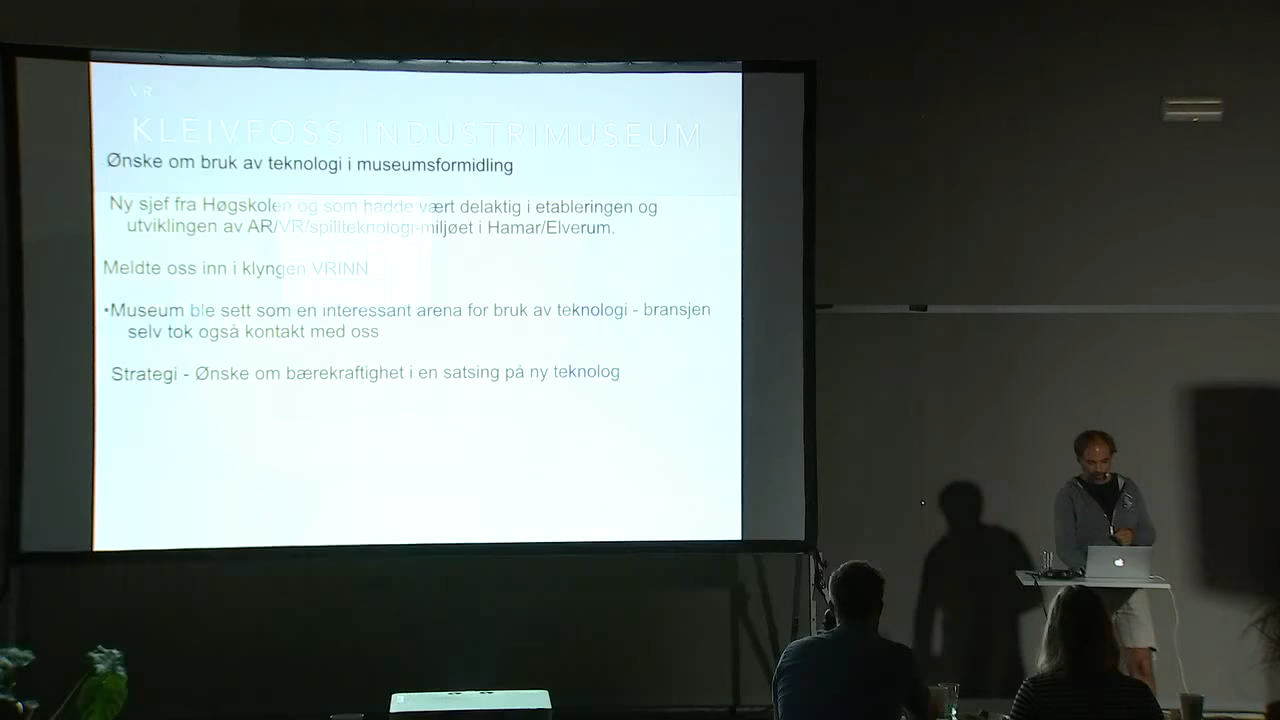 VR
KLEIVFOSS INDUSTRIMUSEUM
Ønske om bruk av teknologi i museumsformidling
Ny sjef fra Høgskolen og som hadde vært delaktig i etableringen og
utviklingen av AR/VR/spillteknologi-miljøet i Hamar/Elverum.
Meldte oss inn i klyngen VRINN
•Museum ble sett som en interessant arena for bruk av teknologi - bransjen
selv tok også kontakt med oss
Strategi - Ønske om bærekraftighet i en satsing på ny teknolog